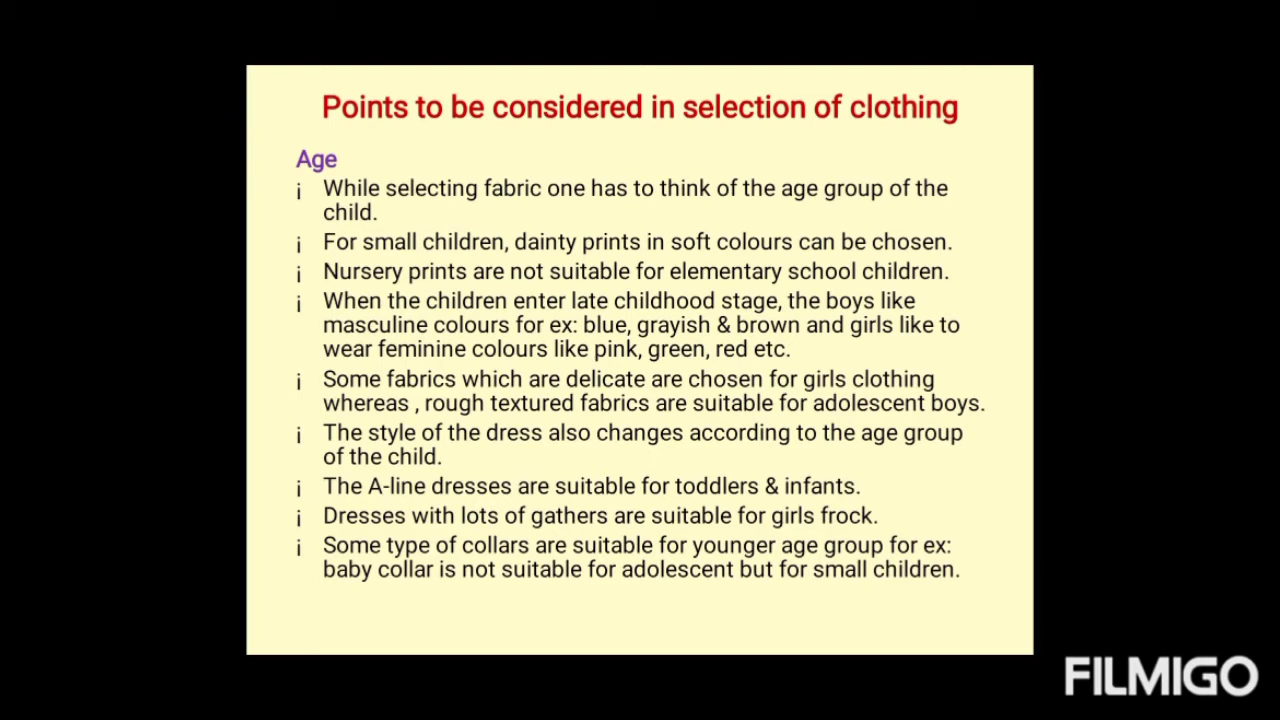 Points to be considered in selection of clothing
Age
¡ While selecting fabric one has to think of the age group of the
child.
¡ For small children, dainty prints in soft colours can be chosen.
¡ Nursery prints are not suitable for elementary school children.
¡ When the children enter late childhood stage, the boys like
masculine colours for ex: blue, grayish & brown and girls like to
wear feminine colours like pink, green, red etc.
¡ Some fabrics which are delicate are chosen for girls clothing
whereas , rough textured fabrics are suitable for adolescent boys.
¡ The style of the dress also changes according to the age group
of the child.
¡ The A-line dresses are suitable for toddlers & infants.
¡ Dresses with lots of gathers are suitable for girls frock.
¡ Some type of collars are suitable for younger age group for ex:
baby collar is not suitable for adolescent but for small children.
FILMIGO